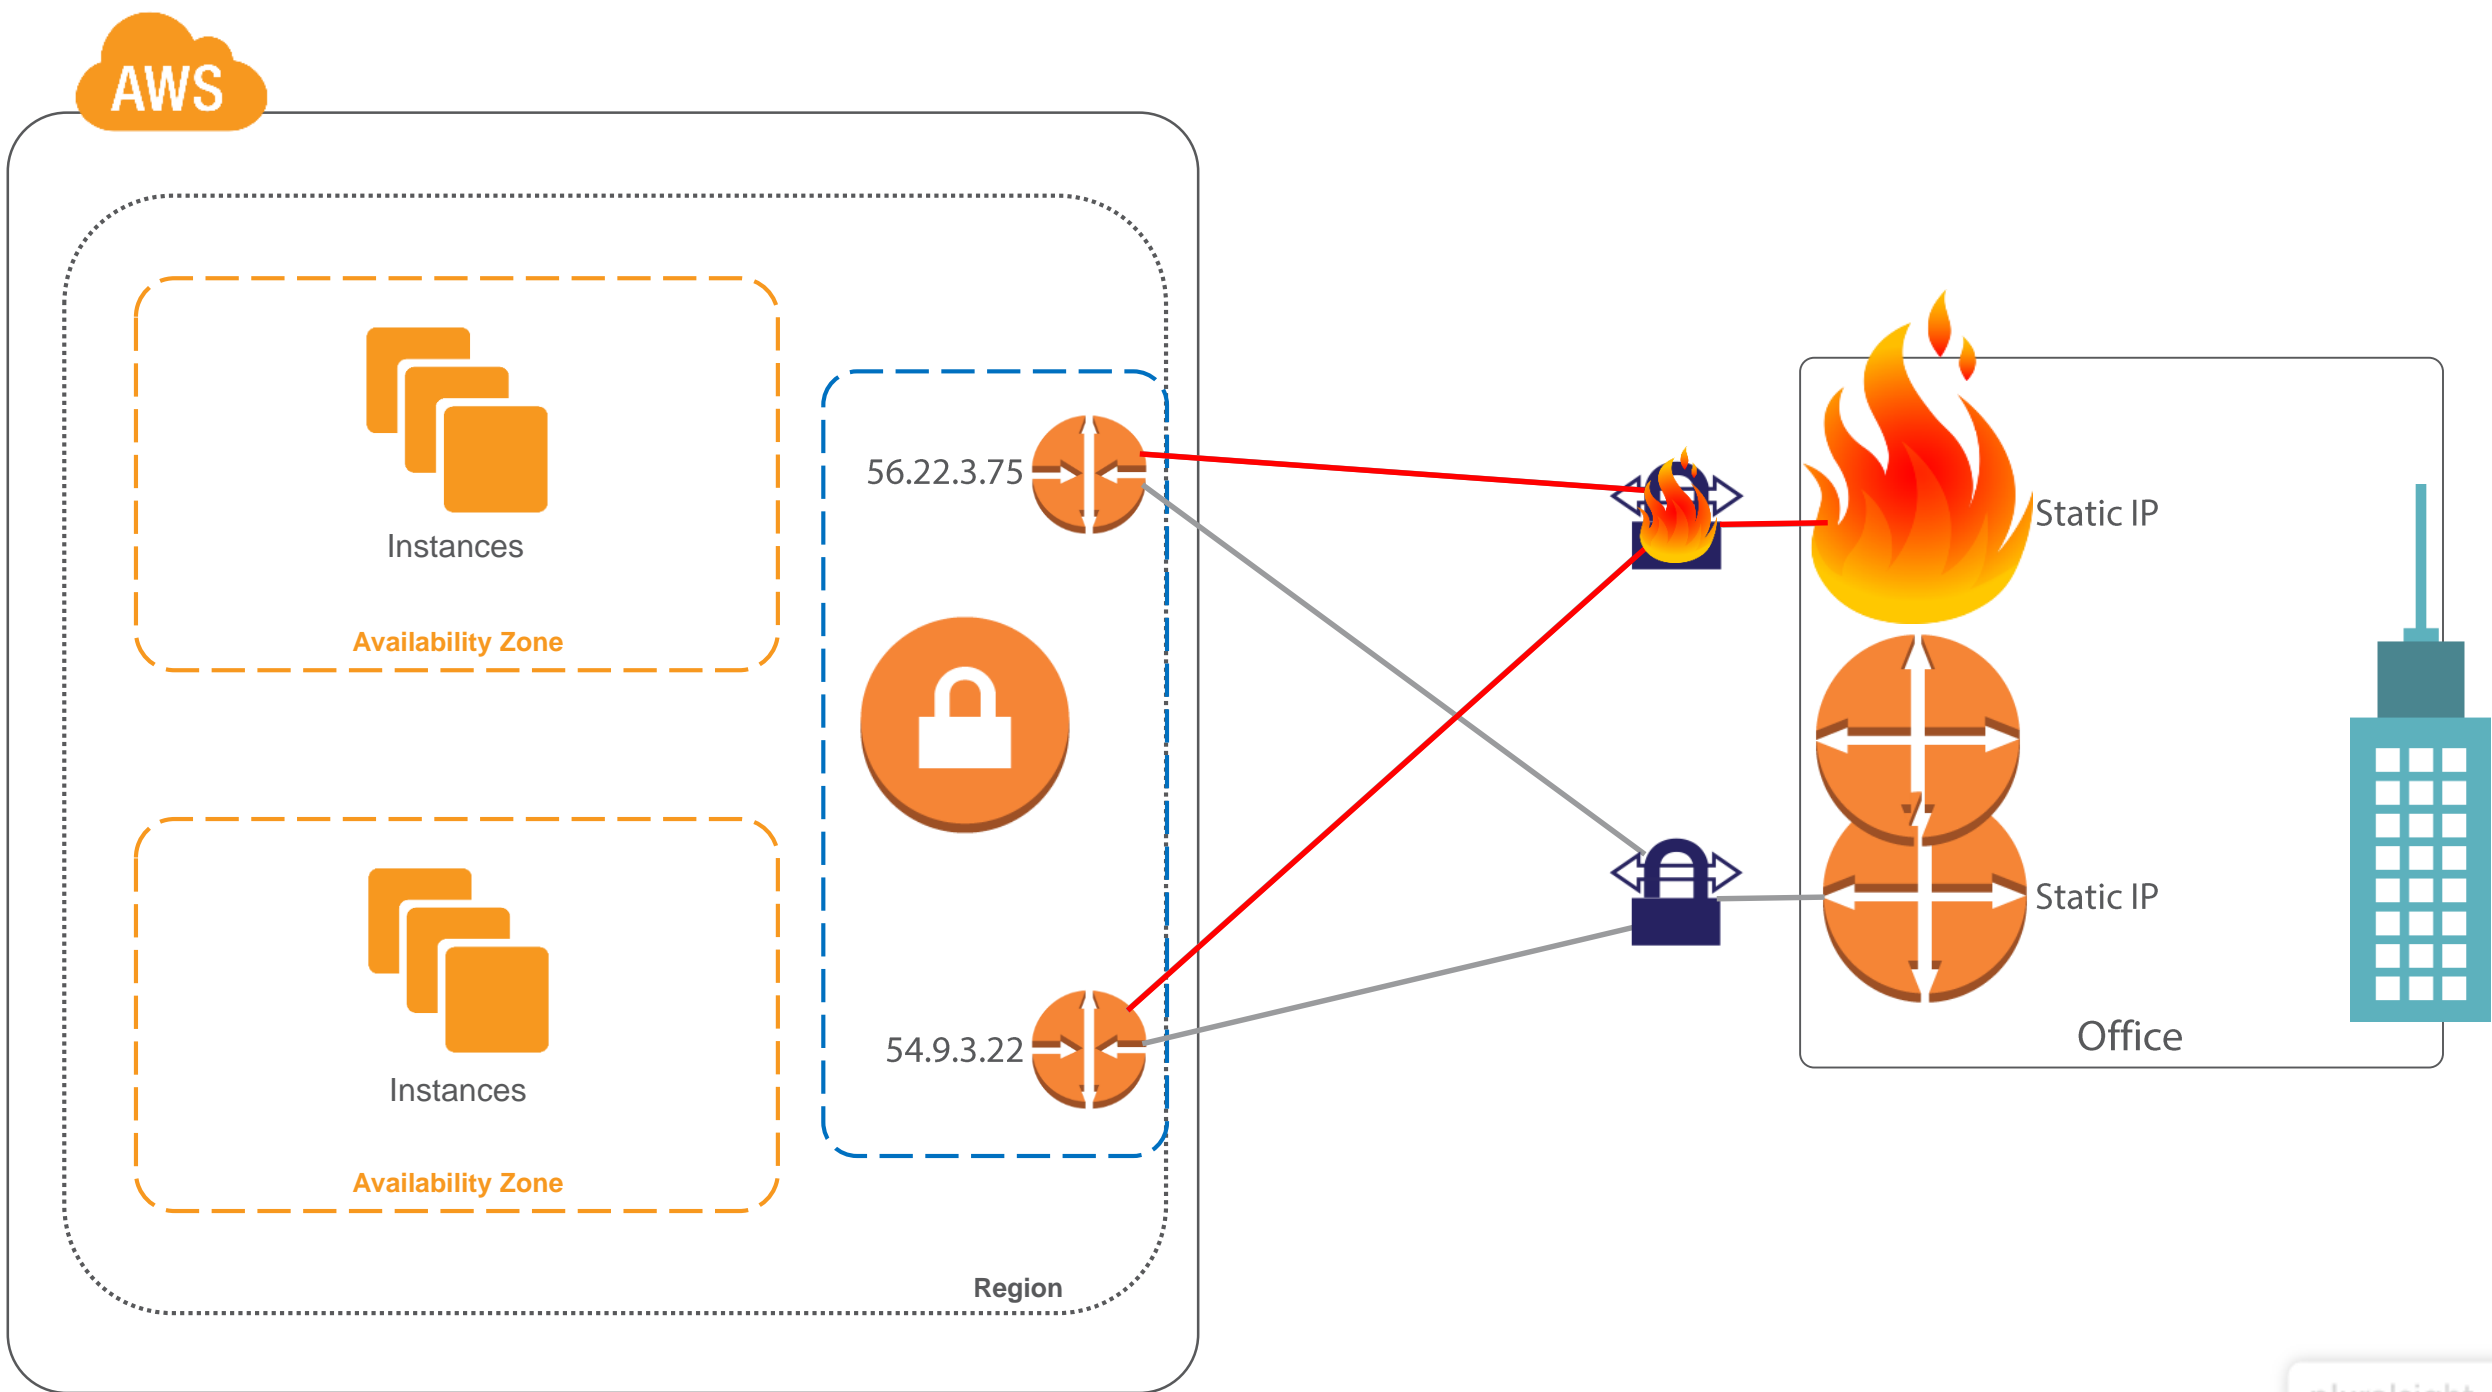 AWS
56.22.3.75
Instances
Static IP
Availability Zone
Static IP
Office
54.9.3.22
Instances
Availability Zone
Region